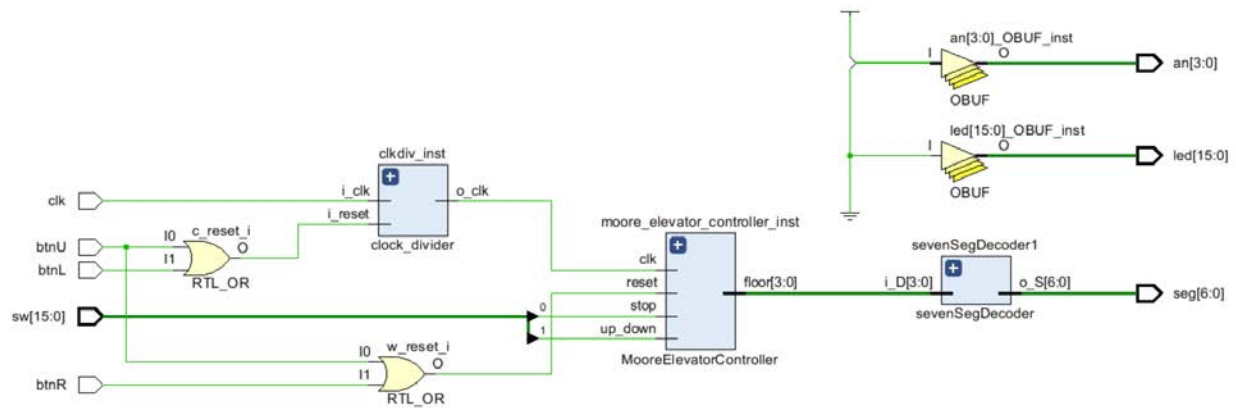 an[3:0]_OBUF_inst
I
O
an[3:0]
OBUF
led[15:0]_OBUF_inst
I
O
led[15:0]
OBUF
clkdiv_inst
clk
i_clk
o_clk
i_reset
clock_divider
btnU
btnL
c_reset_i
I0
O
I1
RTL_OR
moore_elevator_controller_inst
clk
reset
stop
up_down
floor[3:0]
MooreElevatorController
sevenSegDecoder1
i_D[3:0]
o_S[6:0]
seg[6:0]
sevenSegDecoder
sw[15:0]
0
1
w_reset_i
I0
O
I1
btnR
RTL_OR